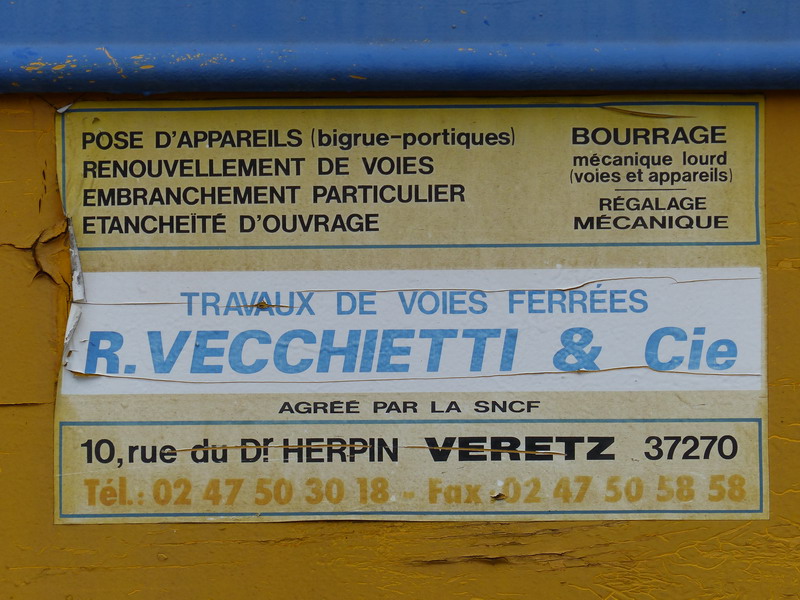 POSE D'APPAREILS (bigrue-portiques)
RENOUVELLEMENT DE VOIES
EMBRANCHEMENT PARTICULIER
ETANCHEÏTÉ D'OUVRAGE
BOURRAGE
mécanique lourd
(voies et appareils)
RÉGALAGE
MÉCANIQUE
TRAVAUX DE VOIES FERRÉES
R.VECCHIETTI & Cie
AGRÉÉ PAR LA SNCF
10, rue du Dr HERPIN VERETZ 37270
Tél.: 02 47 50 30 18 - Fax 02 47 50 58 58